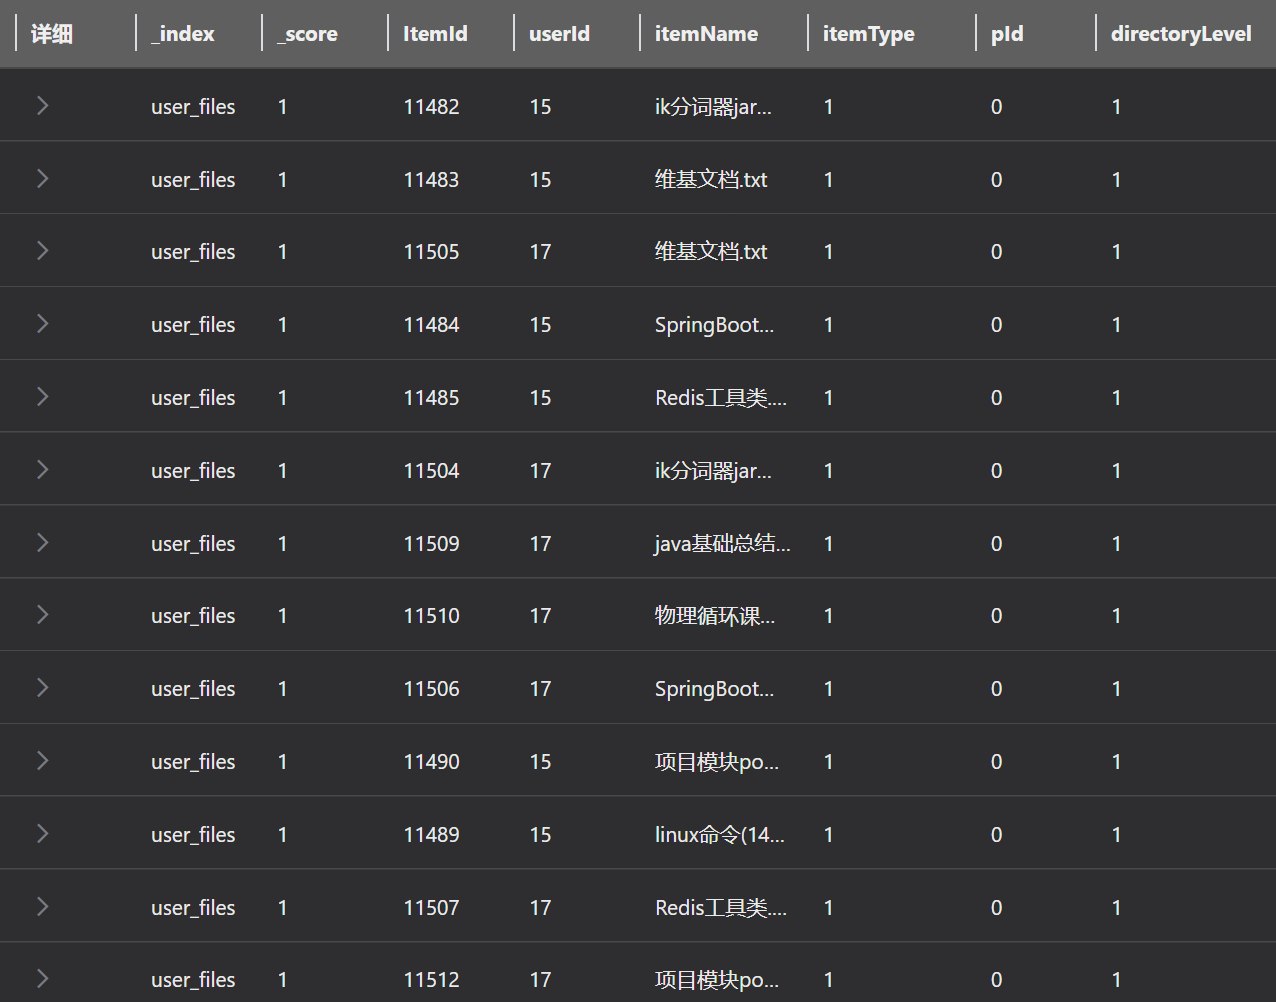 详细 _index _score ItemId userId itemName itemType pId directoryLevel
user_files 1 11482 15 ik分词器jar... 1 0 1
user_files 1 11483 15 维基文档.txt 1 0 1
user_files 1 11505 17 维基文档.txt 1 0 1
user_files 1 11484 15 SpringBoot... 1 0 1
user_files 1 11485 15 Redis工具类.... 1 0 1
user_files 1 11504 17 ik分词器jar... 1 0 1
user_files 1 11509 17 java基础总结... 1 0 1
user_files 1 11510 17 物理循环课... 1 0 1
user_files 1 11506 17 SpringBoot... 1 0 1
user_files 1 11490 15 项目模块po... 1 0 1
user_files 1 11489 15 linux命令(14... 1 0 1
user_files 1 11507 17 Redis工具类.... 1 0 1
user_files 1 11512 17 项目模块po... 1 0 1